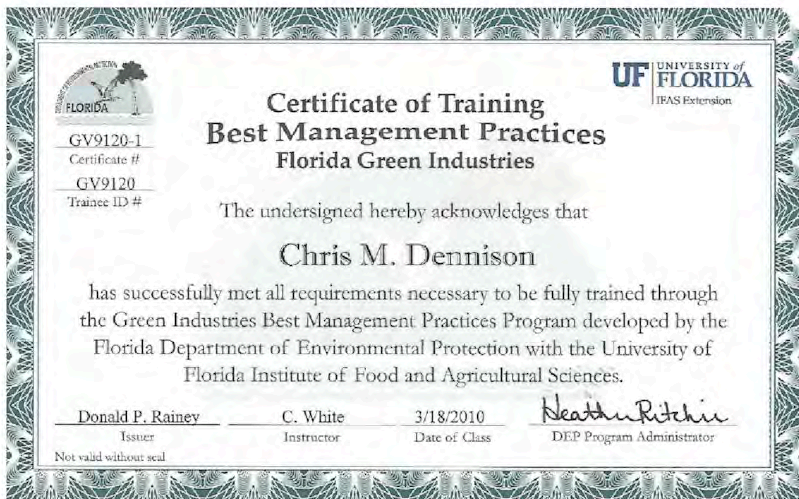 FLORIDA
UF UNIVERSITY of FLORIDA
IFAS Extension
Certificate of Training
Best Management Practices
Florida Green Industries
GV9120-1
Certificate #
GV9120
Trainee ID #
The undersigned hereby acknowledges that
Chris M. Dennison
has successfully met all requirements necessary to be fully trained through
the Green Industries Best Management Practices Program developed by the
Florida Department of Environmental Protection with the University of
Florida Institute of Food and Agricultural Sciences.
Donald P. Rainey C. White 3/18/2010 Heather Ritchie
Issuer Instructor Date of Class DEP Program Administrator
Not valid without seal